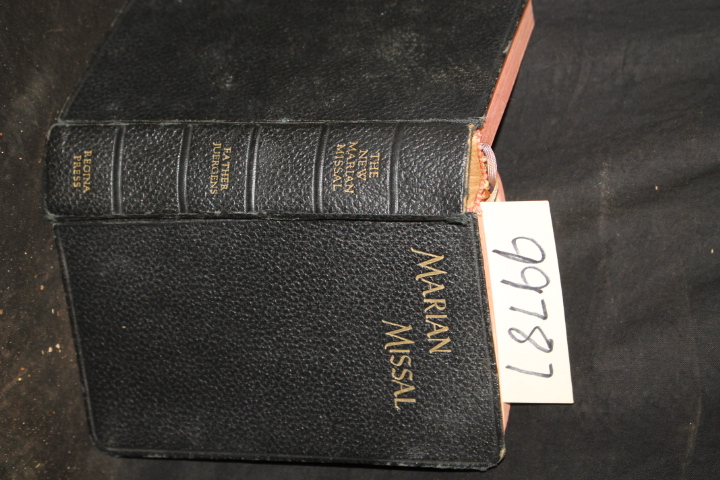 THE
NEW
MARIAN
MISSAL
FATHER
JUERGENS
REGINA
PRESS
MARIAN
MISSAL
99787